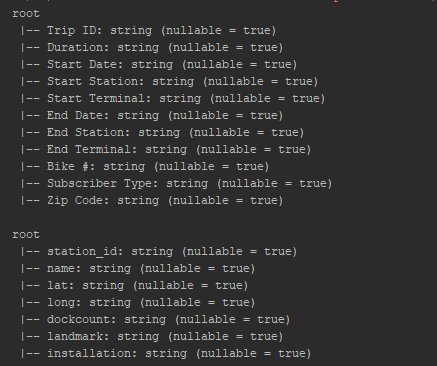 root
|-- Trip ID: string (nullable = true)
|-- Duration: string (nullable = true)
|-- Start Date: string (nullable = true)
|-- Start Station: string (nullable = true)
|-- Start Terminal: string (nullable = true)
|-- End Date: string (nullable = true)
|-- End Station: string (nullable = true)
|-- End Terminal: string (nullable = true)
|-- Bike #: string (nullable = true)
|-- Subscriber Type: string (nullable = true)
|-- Zip Code: string (nullable = true)
root
|-- station_id: string (nullable = true)
|-- name: string (nullable = true)
|-- lat: string (nullable = true)
|-- long: string (nullable = true)
|-- dockcount: string (nullable = true)
|-- landmark: string (nullable = true)
|-- installation: string (nullable = true)